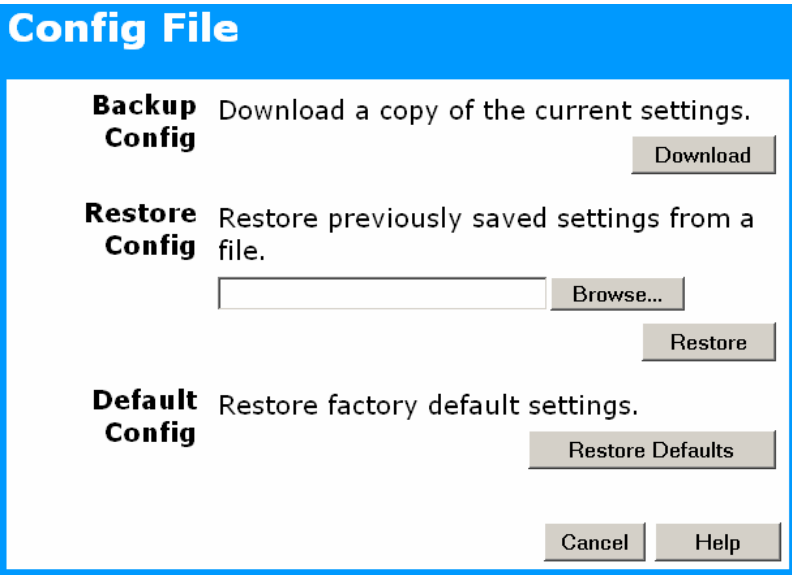 Config File
Backup Config
Download a copy of the current settings.
Download
Restore Config
Restore previously saved settings from a
file.
Browse...
Restore
Default Config
Restore factory default settings.
Restore Defaults
Cancel
Help